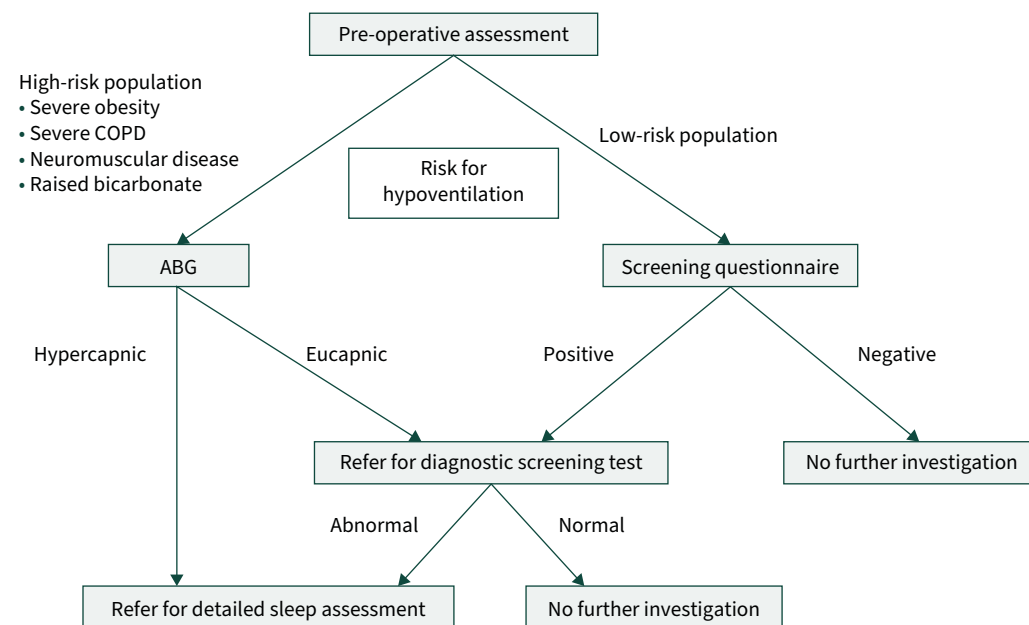 Pre-operative assessment
High-risk population
• Severe obesity
• Severe COPD
• Neuromuscular disease
• Raised bicarbonate
Low-risk population
Risk for
hypoventilation
ABG
Screening questionnaire
Hypercapnic
Eucapnic
Positive
Negative
Refer for diagnostic screening test
No further investigation
Abnormal
Normal
Refer for detailed sleep assessment
No further investigation